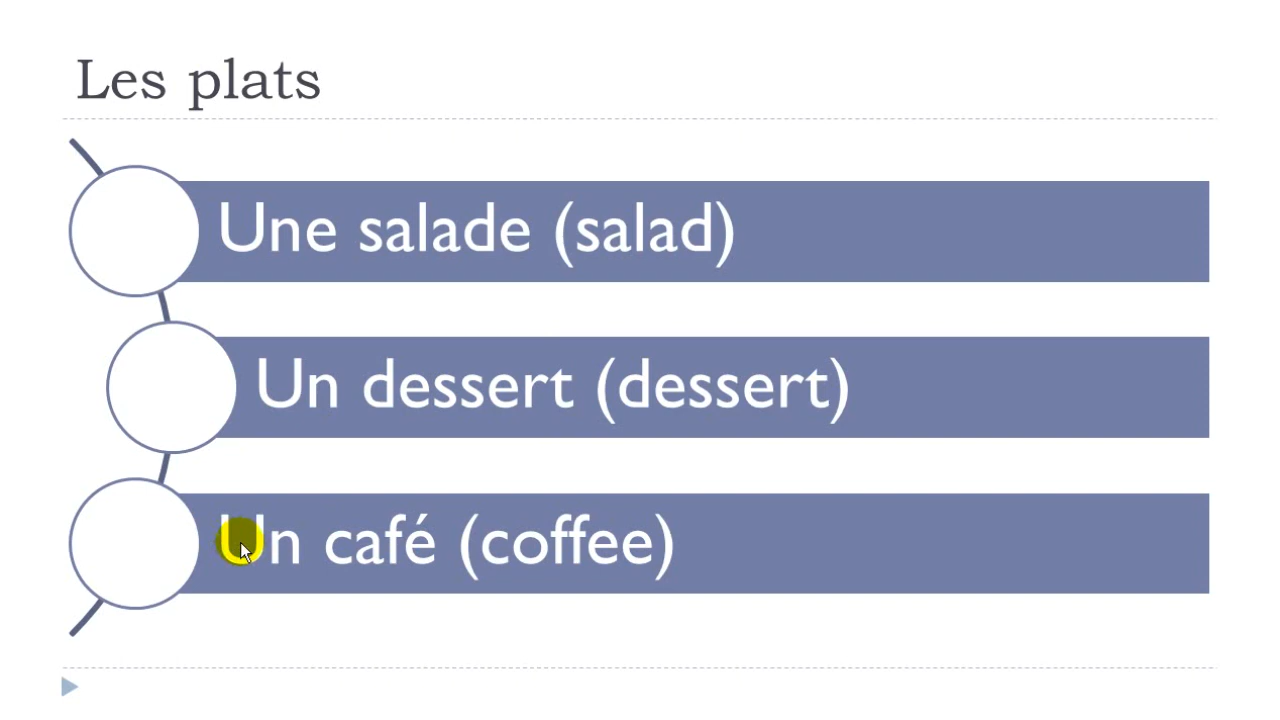 Les plats
Une salade (salad)
Un dessert (dessert)
Un café (coffee)